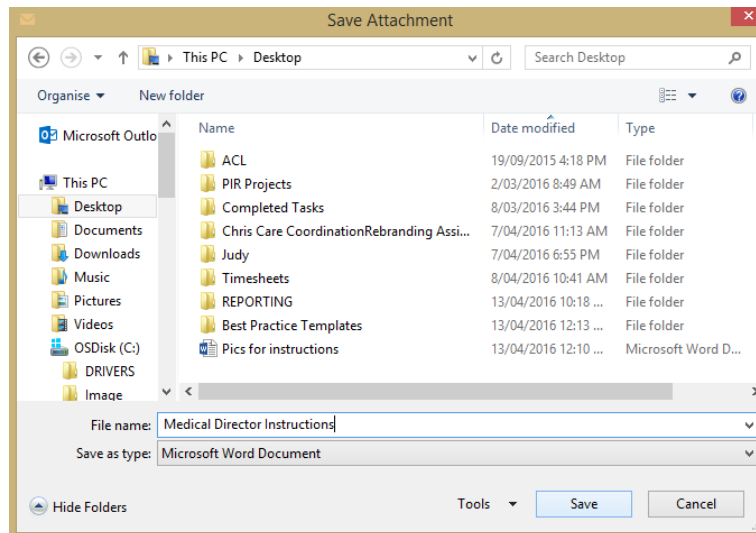 Save Attachment
This PC Desktop
Search Desktop
Organise
New folder
Microsoft Outlo
This PC
Desktop
Documents
Downloads
Music
Pictures
Videos
OSDisk (C:)
DRIVERS
Image
Name Date modified Type
ACL 19/09/2015 4:18 PM File folder
PIR Projects 2/03/2016 8:49 AM File folder
Completed Tasks 8/03/2016 3:44 PM File folder
Chris Care CoordinationRebranding Assi... 7/04/2016 11:13 AM File folder
Judy 7/04/2016 6:55 PM File folder
Timesheets 8/04/2016 10:41 AM File folder
REPORTING 13/04/2016 10:18 ... File folder
Best Practice Templates 13/04/2016 12:13 ... File folder
Pics for instructions 13/04/2016 12:10 ... Microsoft Word D...
File name: Medical Director Instructions
Save as type: Microsoft Word Document
Hide Folders
Tools
Save
Cancel